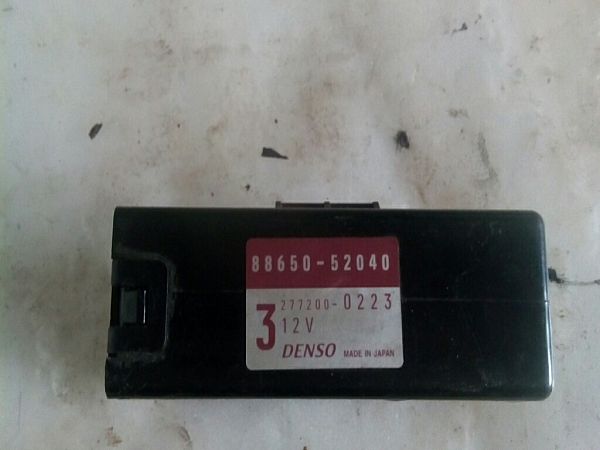 88650-52040
3 277200-0223
12V
DENSO MADE IN JAPAN